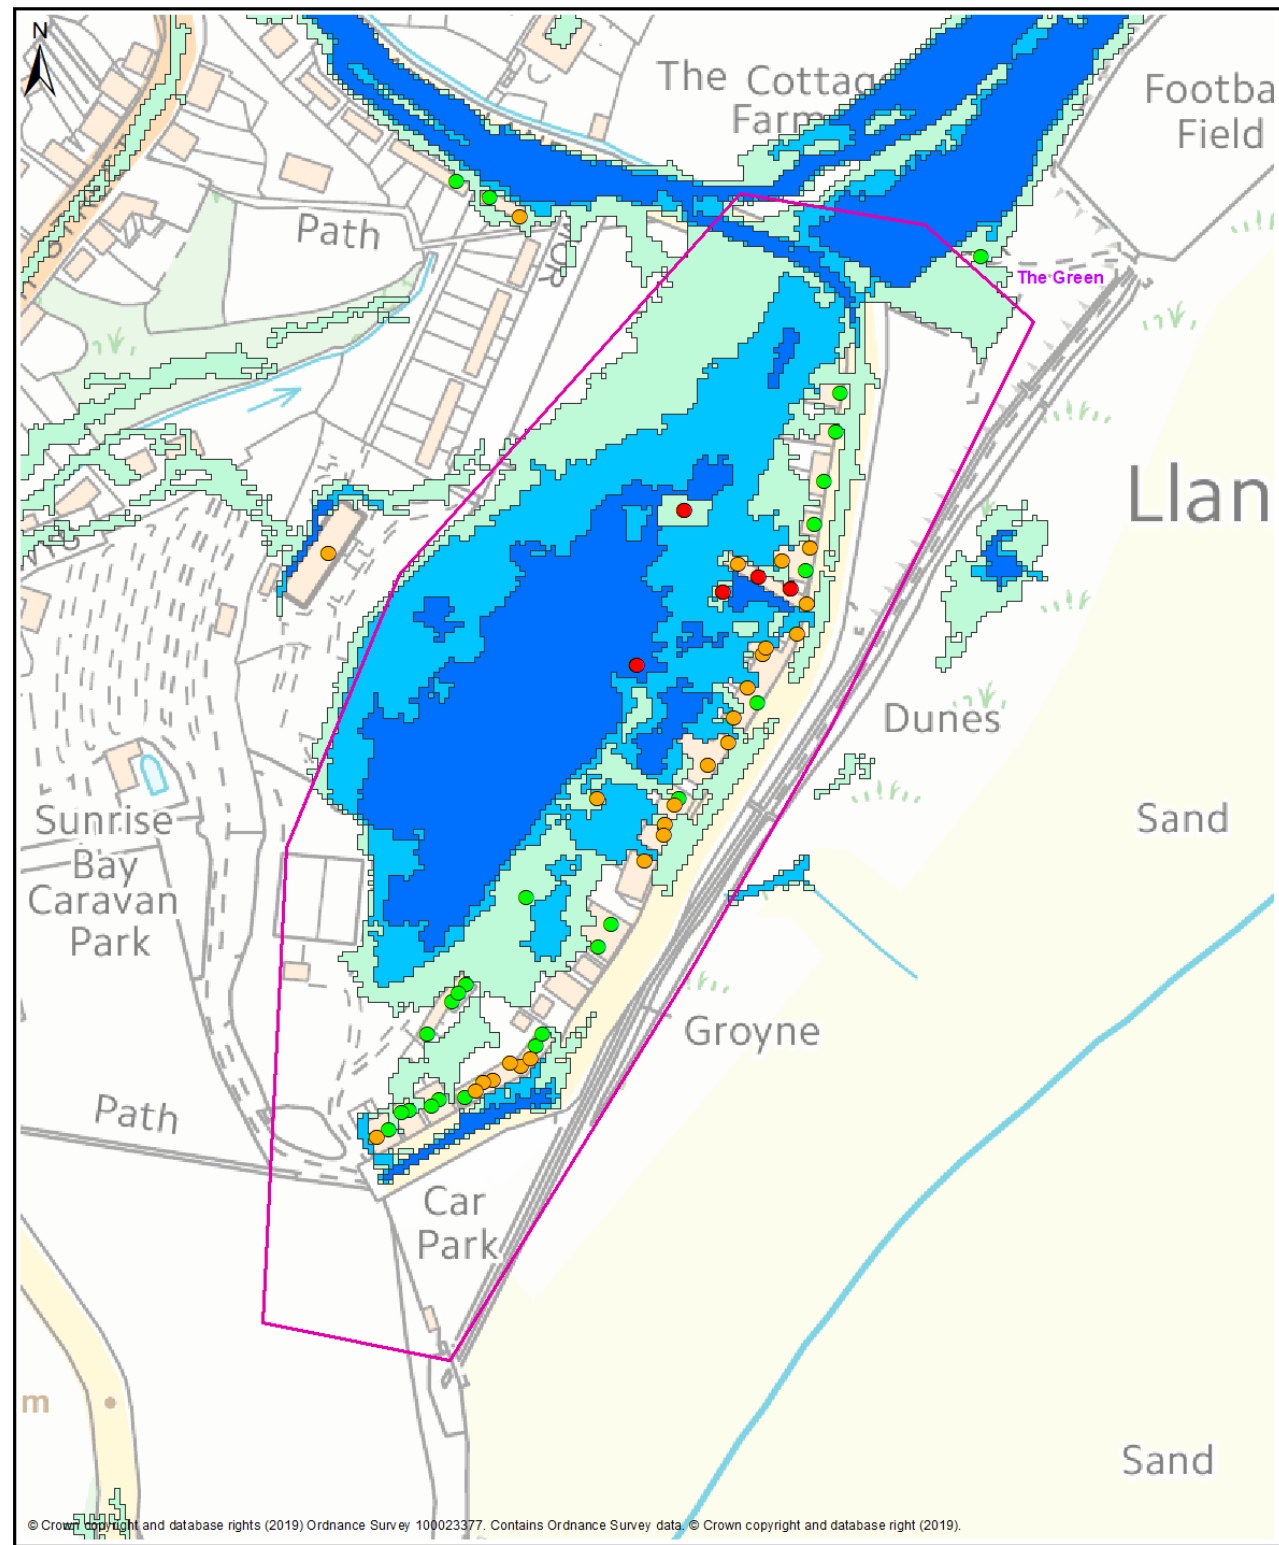 N
The Cottag
Farm
Footba
Field
Path
The Green
Llan
Dunes
Sand
Sunrise
Bay
Caravan
Park
Groyne
Path
Car
Park
m
Sand
© Crown copyright and database rights (2019) Ordnance Survey 100023377. Contains Ordnance Survey data. © Crown copyright and database right (2019).